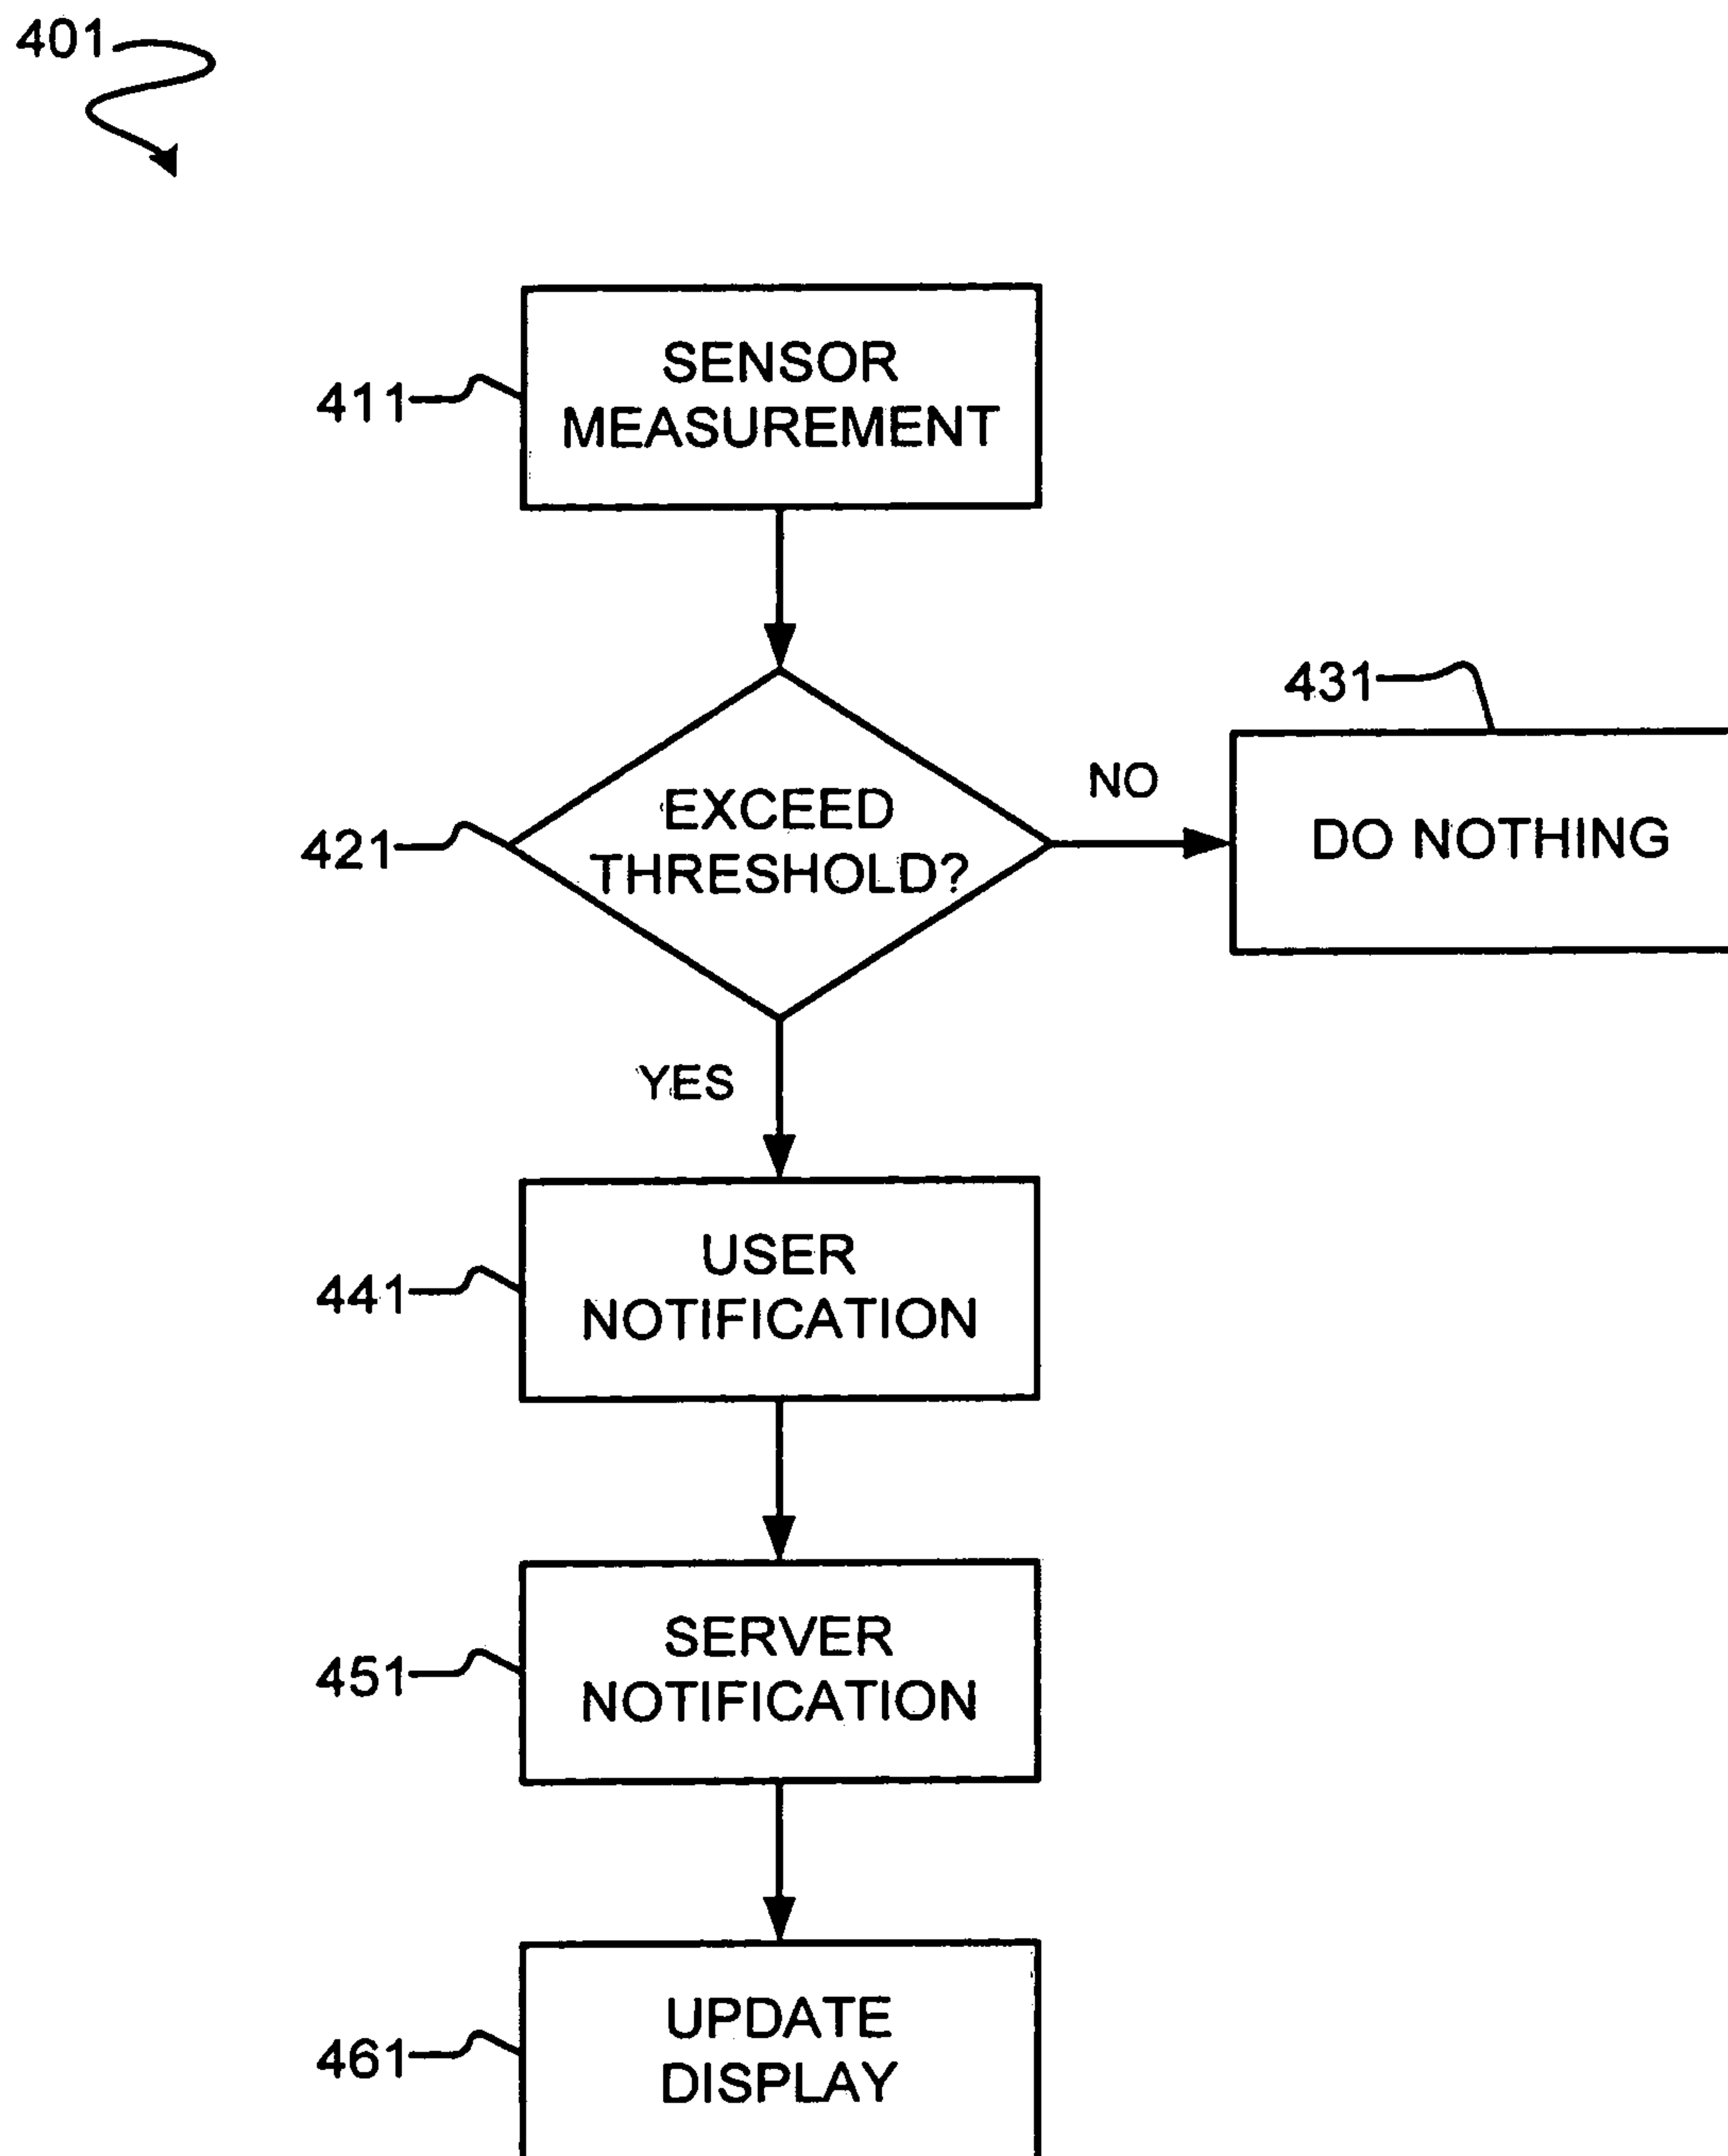 401
SENSOR
MEASUREMENT
411
431
NO
EXCEED
THRESHOLD?
421
DO NOTHING
YES
USER
NOTIFICATION
441
SERVER
NOTIFICATION
451
UPDATE
DISPLAY
461